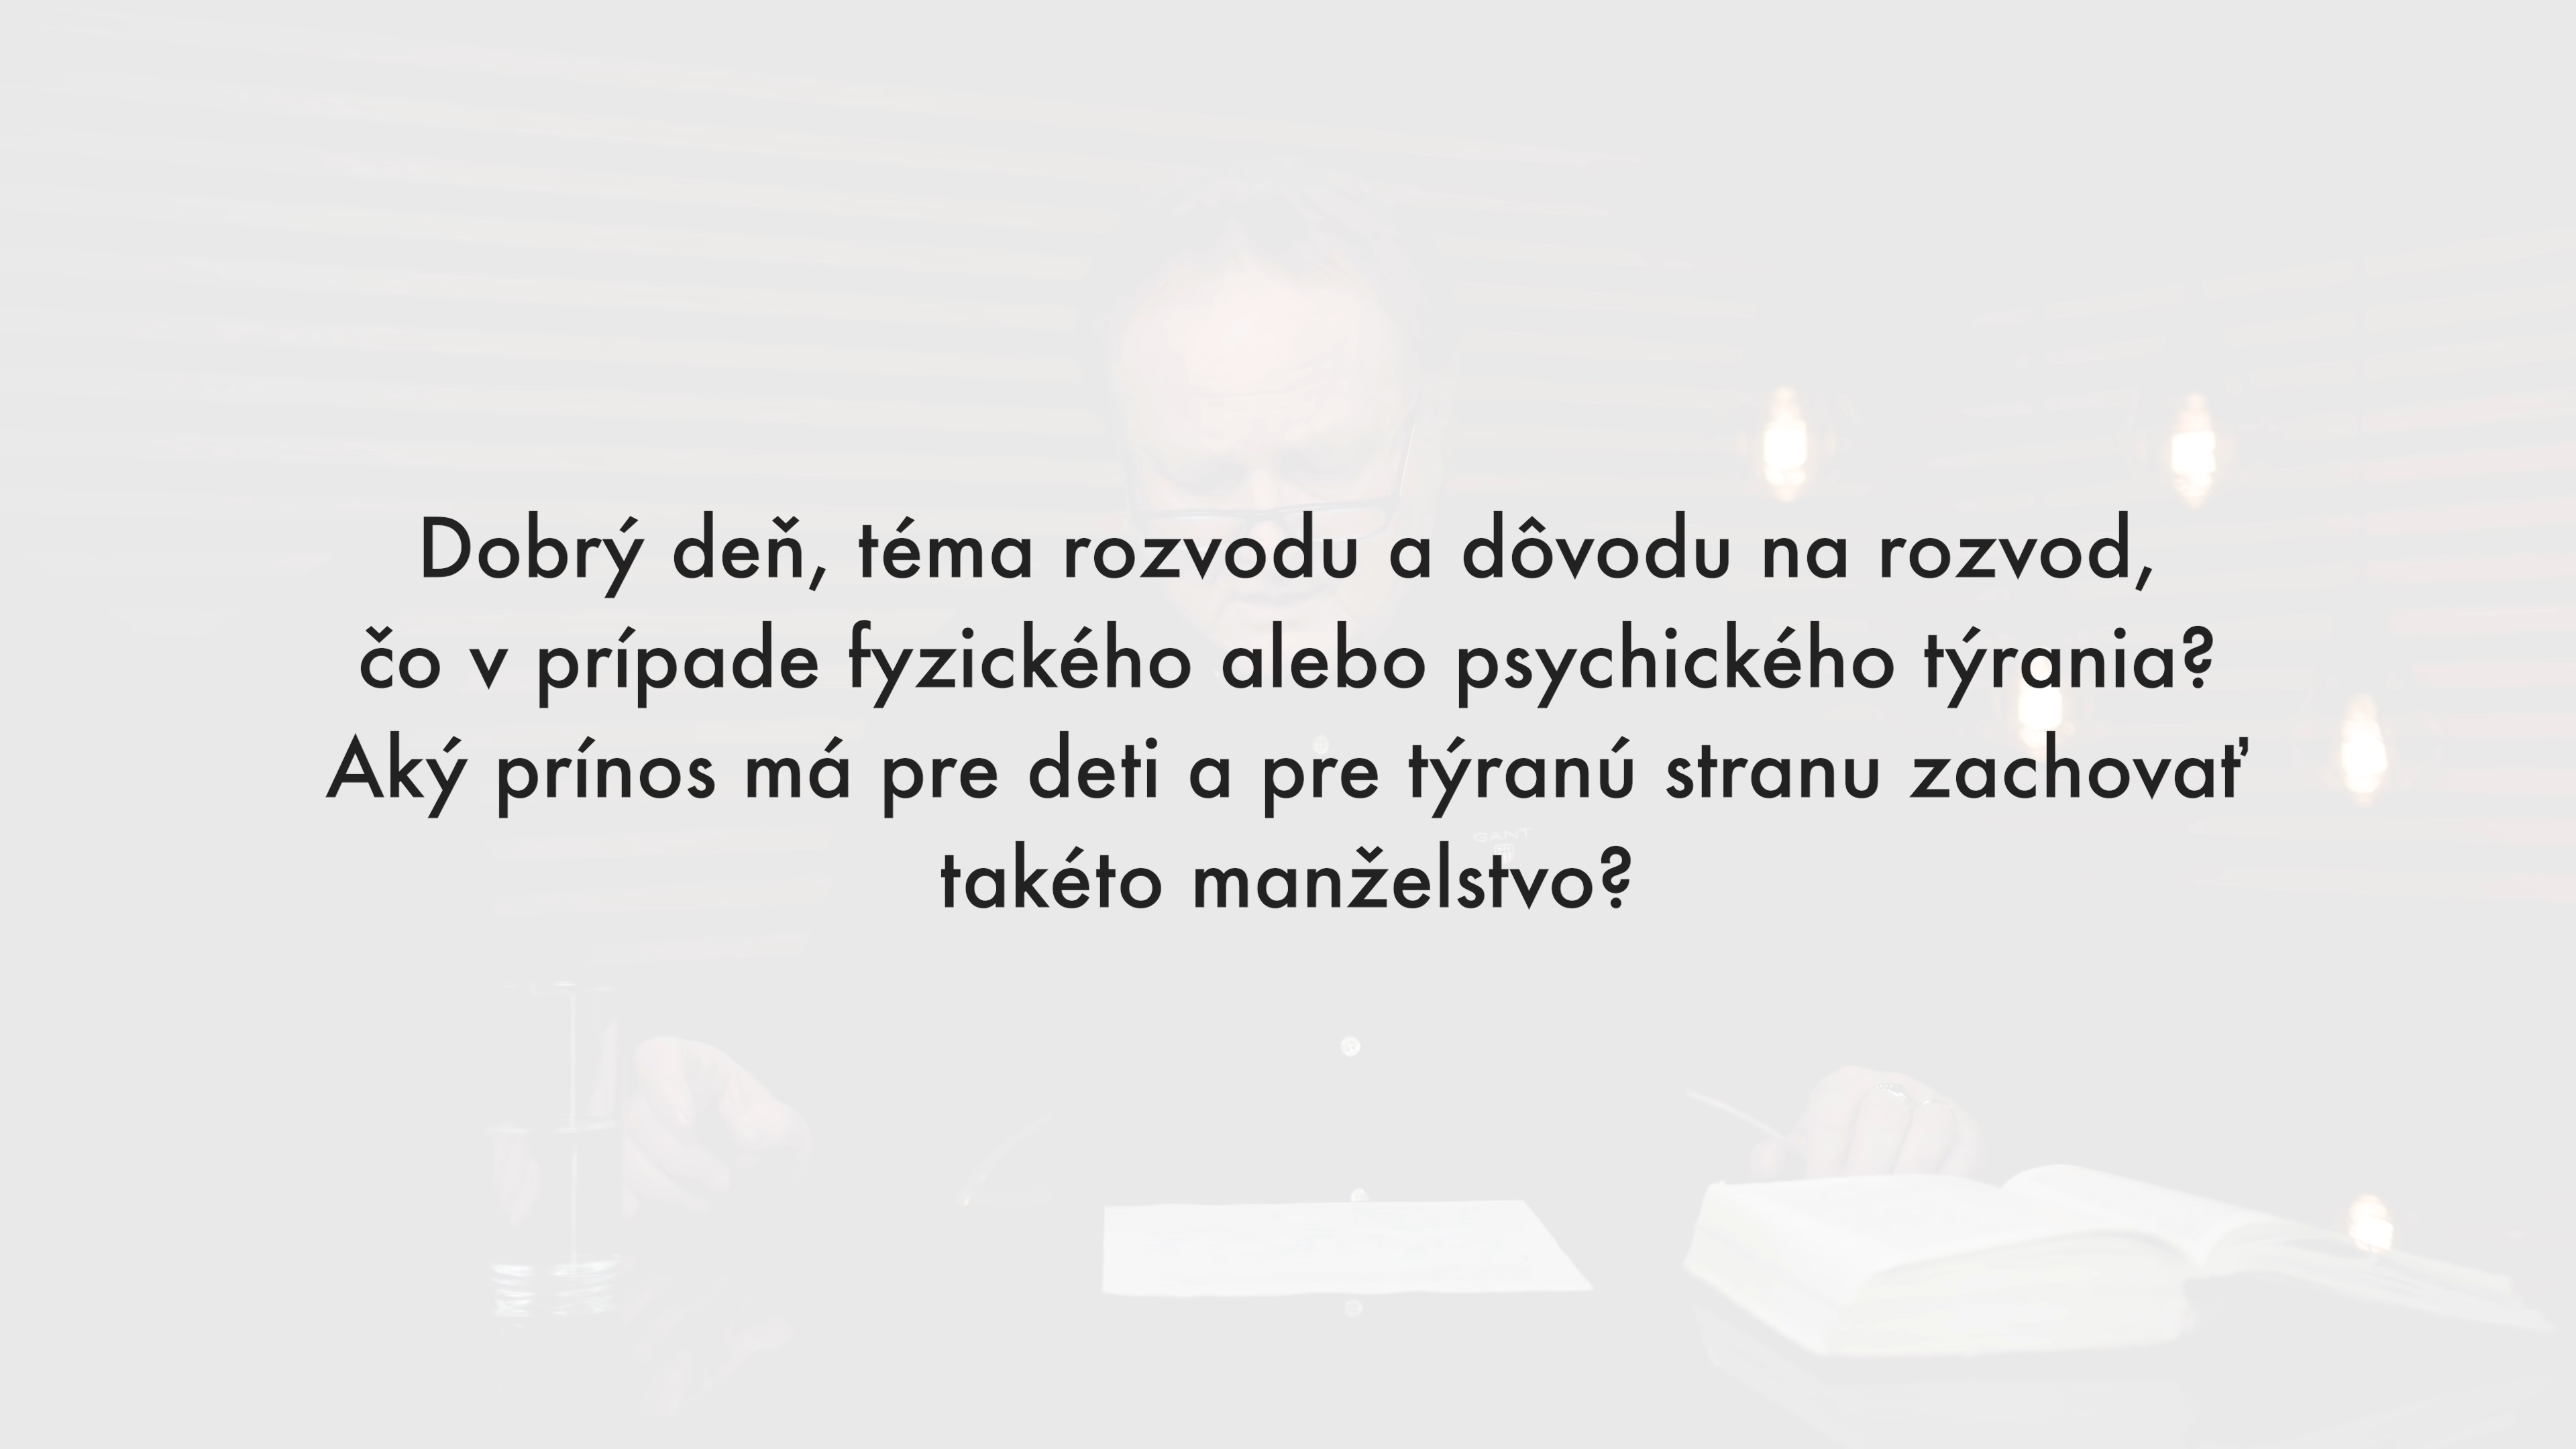 Dobrý deň, téma rozvodu a dôvodu na rozvod,
čo v prípade fyzického alebo psychického týrania?
Aký prínos má pre deti a pre týranú stranu zachovať
takéto manželstvo?
GANT